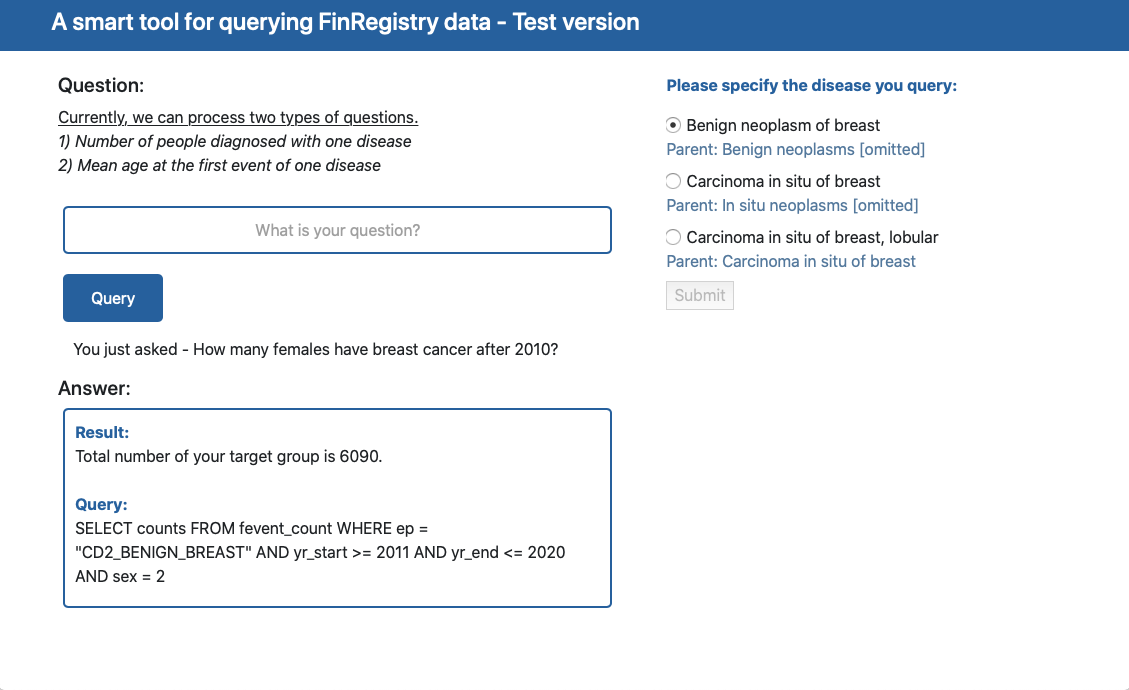 A smart tool for querying FinRegistry data - Test version
Question:
Currently, we can process two types of questions.
1) Number of people diagnosed with one disease
2) Mean age at the first event of one disease
What is your question?
Query
You just asked - How many females have breast cancer after 2010?
Answer:
Result:
Total number of your target group is 6090.
Query:
SELECT counts FROM fevent_count WHERE ep =
"CD2_BENIGN_BREAST" AND yr_start >= 2011 AND yr_end <= 2020
AND sex = 2
Please specify the disease you query:
Benign neoplasm of breast
Parent: Benign neoplasms [omitted]
Carcinoma in situ of breast
Parent: In situ neoplasms [omitted]
Carcinoma in situ of breast, lobular
Parent: Carcinoma in situ of breast
Submit